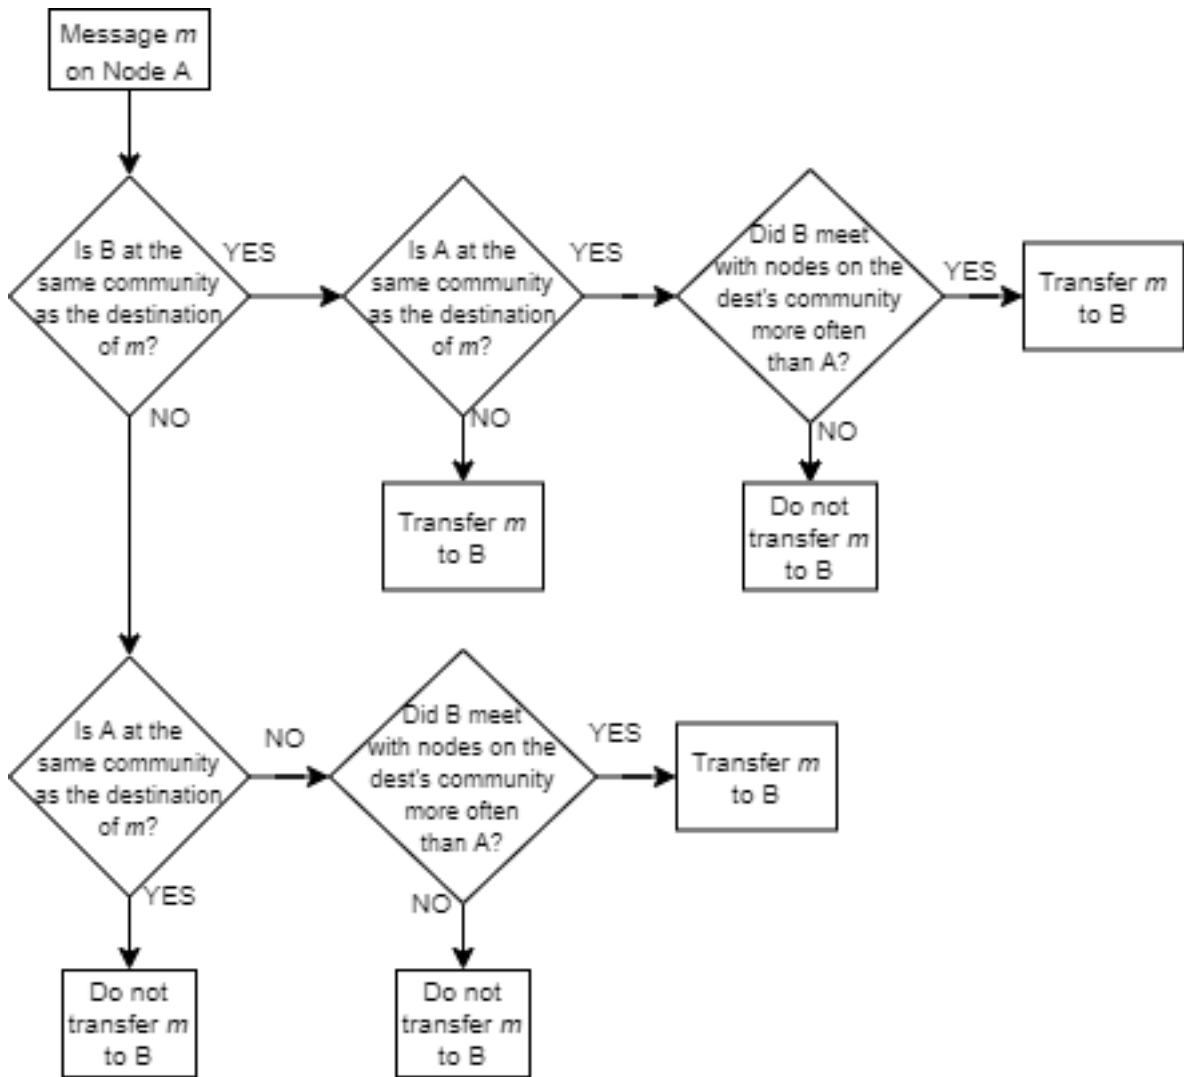 Message m
on Node A
Is B at the
same community
as the destination
of m?
YES
Is A at the
same community
as the destination
of m?
YES
Did B meet
with nodes on the
dest's community
more often
than A?
YES
Transfer m
to B
NO
NO
NO
Transfer m
to B
Do not
transfer m
to B
Is A at the
same community
as the destination
of m?
NO
Did B meet
with nodes on the
dest's community
more often
than A?
YES
Transfer m
to B
YES
NO
Do not
transfer m
to B
Do not
transfer m
to B